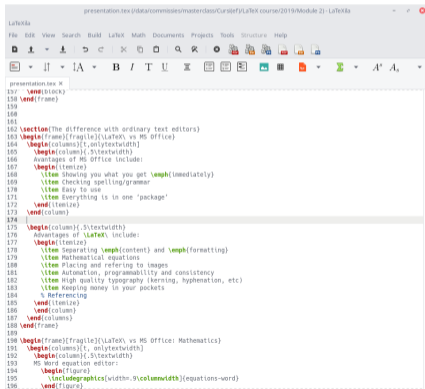 presentation.tex (/data/commissies/masterclass/Cursi(ef)/LaTeX course/2019/Module 2) - LaTeXila
LaTeXila
File Edit View Search Build LaTeX Math Documents Projects Tools Structure Help
B I T U Σ
presentation.tex
157 \end{block}
158 \end{frame}
159
160
161
162 \section{The difference with ordinary text editors}
163 \begin{frame}[fragile]{\LaTeX\ vs MS Office}
164 \begin{columns}[t,onlytextwidth]
165 \begin{column}{.5\textwidth}
166 Avantages of MS Office include:
167 \begin{itemize}
168 \item Showing you what you get \emph{immediately}
169 \item Checking spelling/grammar
170 \item Easy to use
171 \item Everything is in one 'package'
172 \end{itemize}
173 \end{column}
174
175 \begin{column}{.5\textwidth}
176 Advantages of \LaTeX\ include:
177 \begin{itemize}
178 \item Separating \emph{content} and \emph{formatting}
179 \item Mathematical equations
180 \item Placing and refering to images
181 \item Automation, programmability and consistency
182 \item High quality typography (kerning, hyphenation, etc)
183 \item Keeping money in your pockets
184 % Referencing
185 \end{itemize}
186 \end{column}
187 \end{columns}
188 \end{frame}
189
190 \begin{frame}[fragile]{\LaTeX\ vs MS Office: Mathematics}
191 \begin{columns}[t, onlytextwidth]
192 \begin{column}{.5\textwidth}
193 MS Word equation editor:
194 \begin{figure}
195 \includegraphics[width=.9\columnwidth]{equations-word}
196 \end{figure}